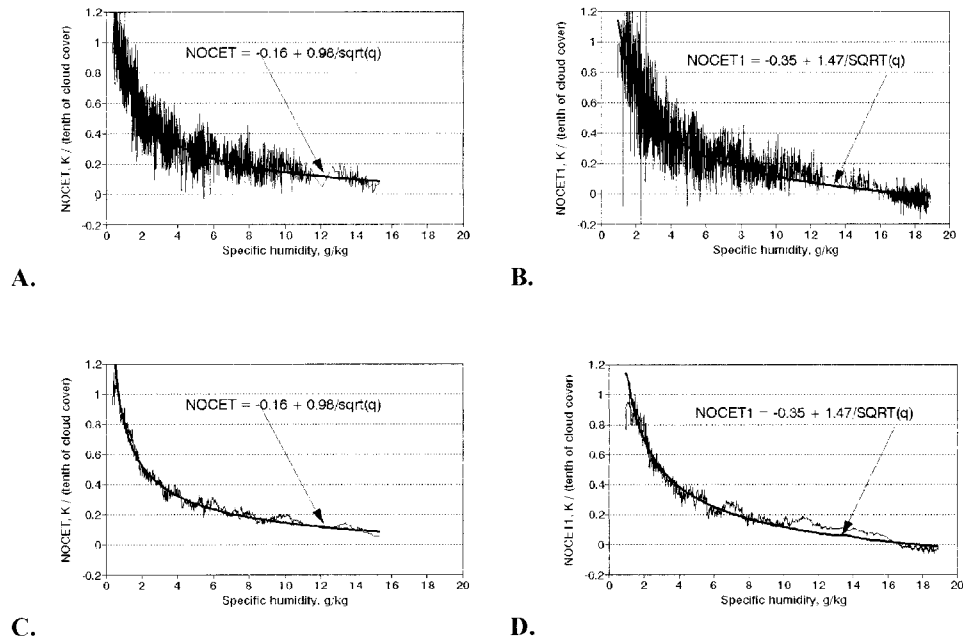 1.2
1
0.8
0.6
0.4
0.2
0
-0.2
NOCET, K / (tenth of cloud cover)
NOCET = -0.16 + 0.98/sqrt(q)
0 2 4 6 8 10 12 14 16 18 20
Specific humidity, g/kg
A.
1.2
1
0.8
0.6
0.4
0.2
0
-0.2
NOCET1, K / (tenth of cloud cover)
NOCET1 = -0.35 + 1.47/SQRT(q)
0 2 4 6 8 10 12 14 16 18 20
Specific humidity, g/kg
B.
1.2
1
0.8
0.6
0.4
0.2
0
-0.2
NOCET, K / (tenth of cloud cover)
NOCET = -0.16 + 0.98/sqrt(q)
0 2 4 6 8 10 12 14 16 18 20
Specific humidity, g/kg
C.
1.2
1
0.8
0.6
0.4
0.2
0
-0.2
NOCET1, K / (tenth of cloud cover)
NOCET1 = -0.35 + 1.47/SQRT(q)
0 2 4 6 8 10 12 14 16 18 20
Specific humidity, g/kg
D.